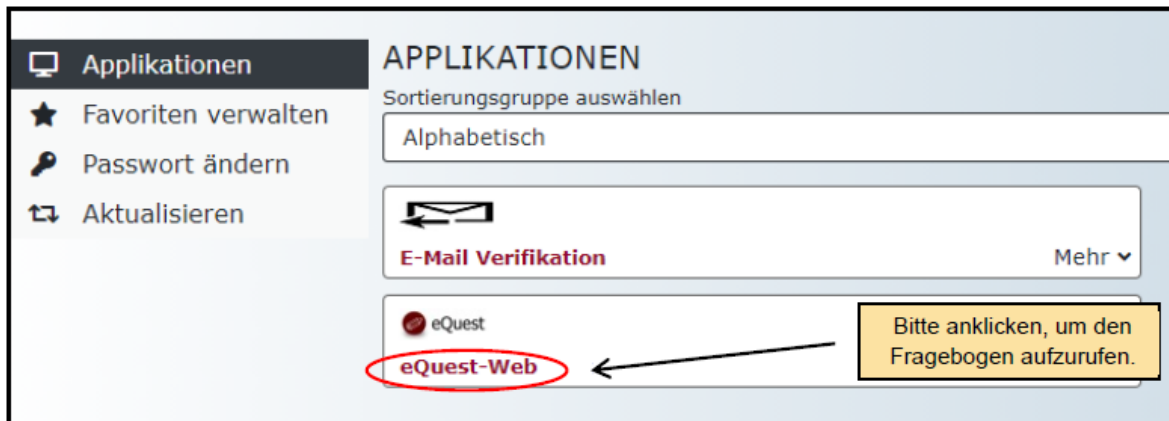 Applikationen
Favoriten verwalten
Passwort ändern
Aktualisieren
APPLIKATIONEN
Sortierungsgruppe auswählen
Alphabetisch
E-Mail Verifikation
Mehr
eQuest
eQuest-Web
Bitte anklicken, um den
Fragebogen aufzurufen.